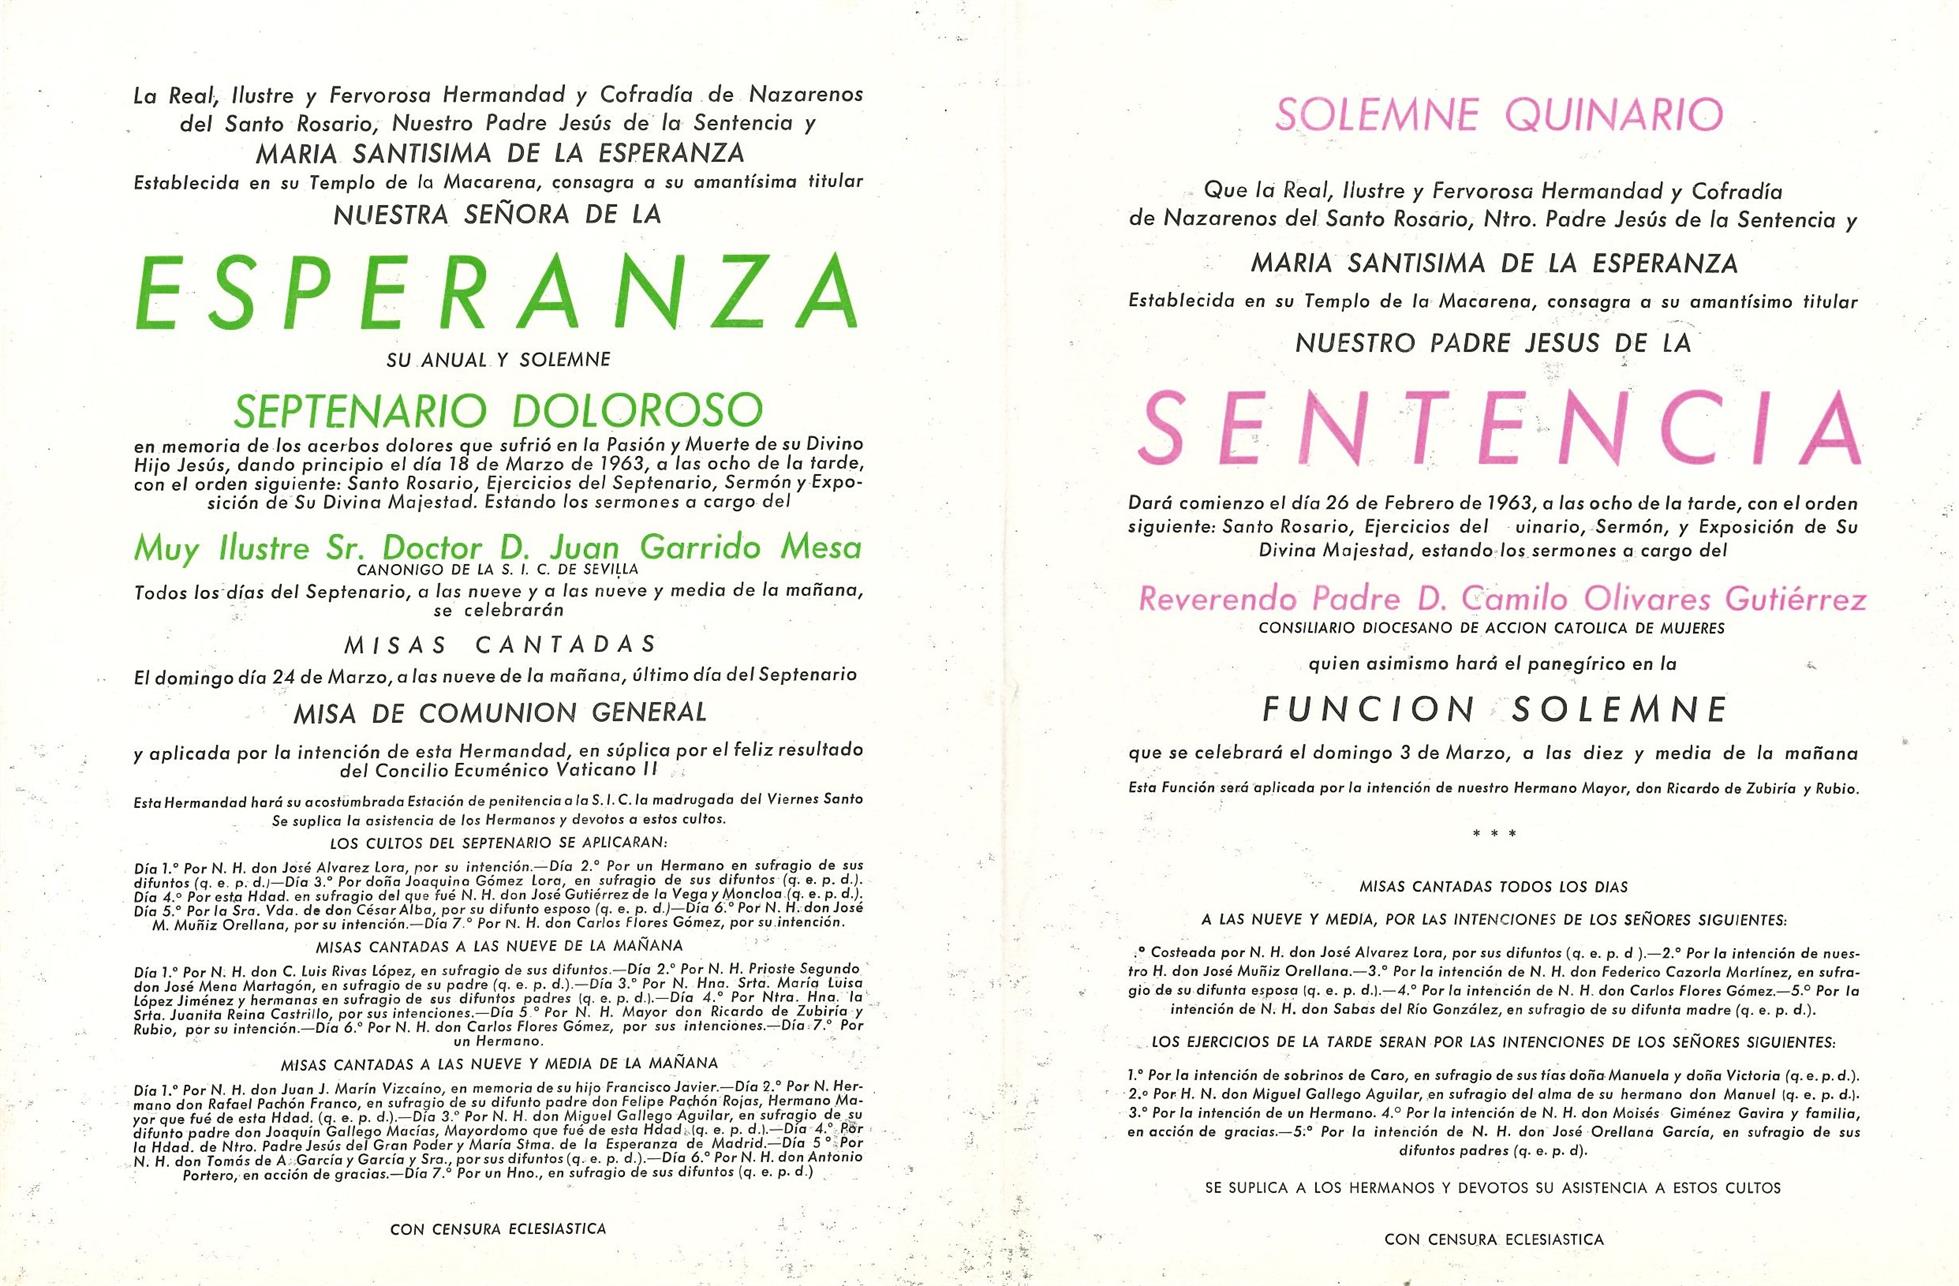 La Real, Ilustre y Fervorosa Hermandad y Cofradía de Nazarenos
del Santo Rosario, Nuestro Padre Jesús de la Sentencia y
MARIA SANTISIMA DE LA ESPERANZA
Establecida en su Templo de la Macarena, consagra a su amantísima titular
NUESTRA SEÑORA DE LA
ESPERANZA
SU ANUAL Y SOLEMNE
SEPTENARIO DOLOROSO
en memoria de los acerbos dolores que sufrió en la Pasión y Muerte de su Divino
Hijo Jesús, dando principio el día 18 de Marzo de 1963, a las ocho de la tarde,
con el orden siguiente: Santo Rosario, Ejercicios del Septenario, Sermón y Expo-
sición de Su Divina Majestad. Estando los sermones a cargo del
Muy Ilustre Sr. Doctor D. Juan Garrido Mesa
CANONIGO DE LA S. I. C. DE SEVILLA
Todos los días del Septenario, a las nueve y a las nueve y media de la mañana,
se celebrarán
MISAS CANTADAS
El domingo día 24 de Marzo, a las nueve de la mañana, último día del Septenario
MISA DE COMUNION GENERAL
y aplicada por la intención de esta Hermandad, en súplica por el feliz resultado
del Concilio Ecuménico Vaticano II
Esta Hermandad hará su acostumbrada Estación de penitencia a la S. I. C. la madrugada del Viernes Santo
Se suplica la asistencia de los Hermanos y devotos a estos cultos.
LOS CULTOS DEL SEPTENARIO SE APLICARAN:
Día 1.º Por N. H. don José Alvarez Lora, por su intención.—Día 2.º Por un Hermano en sufragio de sus
difuntos (q. e. p. d.)—Día 3.º Por doña Joaquina Gómez Lora, en sufragio de sus difuntos (q. e. p. d.).
Día 4.º Por esta Hdad. en sufragio del que fué N. H. don José Gutiérrez de la Vega y Moncloa (q. e. p. d.).
Día 5.º Por la Sra. Vda. de don César Alba, por su difunto esposo (q. e. p. d.)—Día 6.º Por N. H. don José
M. Muñiz Orellana, por su intención.—Día 7.º Por N. H. don Carlos Flores Gómez, por su intención.
MISAS CANTADAS A LAS NUEVE DE LA MAÑANA
Día 1.º Por N. H. don C. Luis Rivas López, en sufragio de sus difuntos.—Día 2.º Por N. H. Prioste Segundo
don José Mena Martagón, en sufragio de su padre (q. e. p. d.).—Día 3.º Por N. Hna. Srta. María Luisa
López Jiménez y hermanas en sufragio de sus difuntos padres (q. e. p. d.).—Día 4.º Por Ntra. Hna. la
Srta. Juanita Reina Castrillo, por sus intenciones.—Día 5.º Por N. H. Mayor don Ricardo de Zubiría y
Rubio, por su intención.—Día 6.º Por N. H. don Carlos Flores Gómez, por sus intenciones.—Día 7.º Por
un Hermano.
MISAS CANTADAS A LAS NUEVE Y MEDIA DE LA MAÑANA
Día 1.º Por N. H. don Juan J. Marín Vizcaíno, en memoria de su hijo Francisco Javier.—Día 2.º Por N. Her-
mano don Rafael Pachón Franco, en sufragio de su difunto padre don Felipe Pachón Rojas, Hermano Ma-
yor que fué de esta Hdad. (q. e. p. d.).—Día 3.º Por N. H. don Miguel Gallego Aguilar, en sufragio de su
difunto padre don Joaquín Gallego Macías, Mayordomo que fué de esta Hdad. (q. e. p. d.).—Día 4.º Por
la Hdad. de Ntro. Padre Jesús del Gran Poder y María Stma. de la Esperanza de Madrid.—Día 5 º Por
N. H. don Tomás de A. García y García y Sra., por sus difuntos (q. e. p. d.).—Día 6.º Por N. H. don Antonio
Portero, en acción de gracias.—Día 7.º Por un Hno., en sufragio de sus difuntos (q. e. p. d.)
CON CENSURA ECLESIASTICA
SOLEMNE QUINARIO
Que la Real, Ilustre y Fervorosa Hermandad y Cofradía
de Nazarenos del Santo Rosario, Ntro. Padre Jesús de la Sentencia y
MARIA SANTISIMA DE LA ESPERANZA
Establecida en su Templo de la Macarena, consagra a su amantísimo titular
NUESTRO PADRE JESUS DE LA
SENTENCIA
Dará comienzo el día 26 de Febrero de 1963, a las ocho de la tarde, con el orden
siguiente: Santo Rosario, Ejercicios del uinario, Sermón, y Exposición de Su
Divina Majestad, estando los sermones a cargo del
Reverendo Padre D. Camilo Olivares Gutiérrez
CONSILIARIO DIOCESANO DE ACCION CATOLICA DE MUJERES
quien asimismo hará el panegírico en la
FUNCION SOLEMNE
que se celebrará el domingo 3 de Marzo, a las diez y media de la mañana
Esta Función será aplicada por la intención de nuestro Hermano Mayor, don Ricardo de Zubiría y Rubio.
* * *
MISAS CANTADAS TODOS LOS DIAS
A LAS NUEVE Y MEDIA, POR LAS INTENCIONES DE LOS SEÑORES SIGUIENTES:
.º Costeada por N. H. don José Alvarez Lora, por sus difuntos (q. e. p. d ).—2.º Por la intención de nues-
tro H. don José Muñiz Orellana.—3.º Por la intención de N. H. don Federico Cazorla Martínez, en sufra-
gio de su difunta esposa (q. e. p. d.).—4.º Por la intención de N. H. don Carlos Flores Gómez.—5.º Por la
intención de N. H. don Sabas del Río González, en sufragio de su difunta madre (q. e. p. d.).
LOS EJERCICIOS DE LA TARDE SERAN POR LAS INTENCIONES DE LOS SEÑORES SIGUIENTES:
1.º Por la intención de sobrinos de Caro, en sufragio de sus tías doña Manuela y doña Victoria (q. e. p. d.).
2.º Por H. N. don Miguel Gallego Aguilar, en sufragio del alma de su hermano don Manuel (q. e. p. d.).
3.º Por la intención de un Hermano. 4.º Por la intención de N. H. don Moisés Giménez Gavira y familia,
en acción de gracias.—5.º Por la intención de N. H. don José Orellana García, en sufragio de sus
difuntos padres (q. e. p. d).
SE SUPLICA A LOS HERMANOS Y DEVOTOS SU ASISTENCIA A ESTOS CULTOS
CON CENSURA ECLESIASTICA